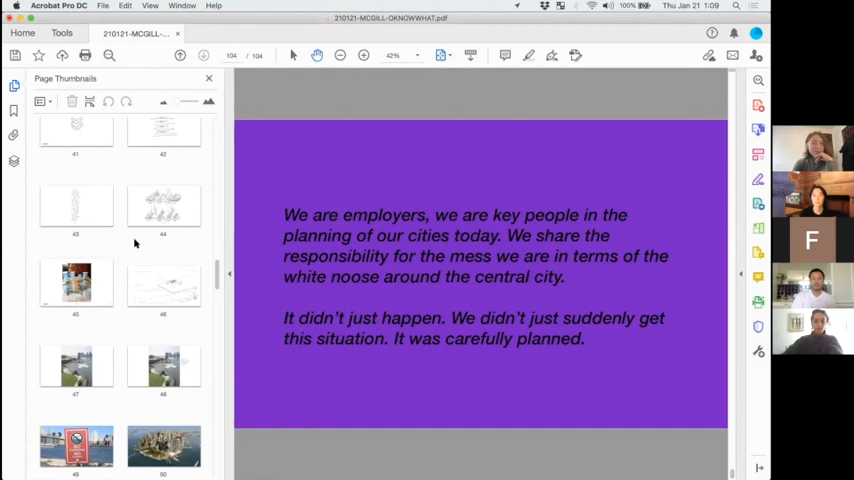 Acrobat Pro DC File Edit View Window Help
100% Thu Jan 21 1:09
210121-MCGILL-OKNOWWHAT.pdf
Home Tools 210121-MCGILL-... ×
104 / 104 42%
Page Thumbnails
41 42
43 44
45 46
47 48
49 50
We are employers, we are key people in the
planning of our cities today. We share the
responsibility for the mess we are in terms of the
white noose around the central city.
It didn't just happen. We didn't just suddenly get
this situation. It was carefully planned.
F